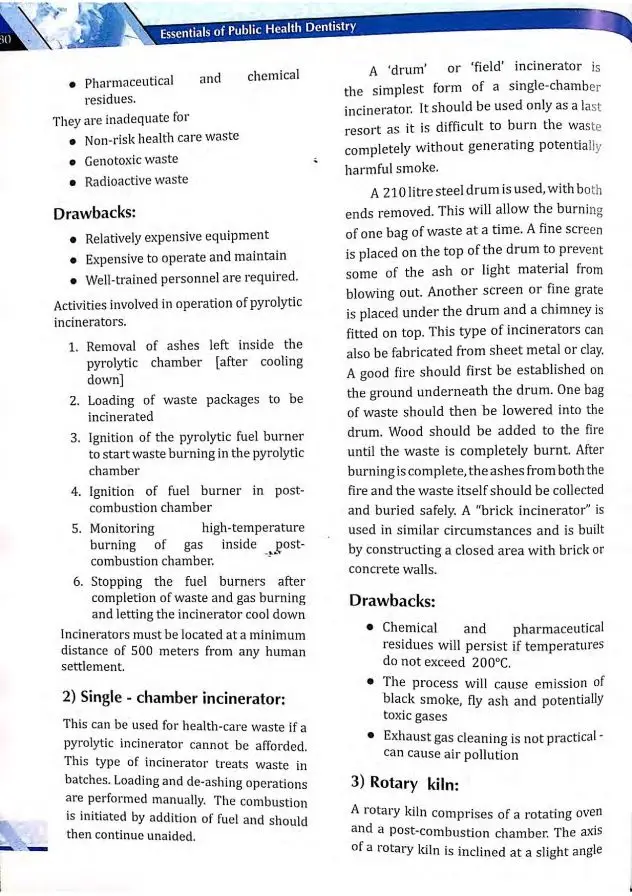 30
Essentials of Public Health Dentistry
• Pharmaceutical and chemical
residues.
They are inadequate for
• Non-risk health care waste
• Genotoxic waste
• Radioactive waste
Drawbacks:
• Relatively expensive equipment
• Expensive to operate and maintain
• Well-trained personnel are required.
Activities involved in operation of pyrolytic
incinerators.
1. Removal of ashes left inside the
pyrolytic chamber [after cooling
down]
2. Loading of waste packages to be
incinerated
3. Ignition of the pyrolytic fuel burner
to start waste burning in the pyrolytic
chamber
4. Ignition of fuel burner in post-
combustion chamber
5. Monitoring high-temperature
burning of gas inside post-
combustion chamber.
6. Stopping the fuel burners after
completion of waste and gas burning
and letting the incinerator cool down
Incinerators must be located at a minimum
distance of 500 meters from any human
settlement.
2) Single - chamber incinerator:
This can be used for health-care waste if a
pyrolytic incinerator cannot be afforded.
This type of incinerator treats waste in
batches. Loading and de-ashing operations
are performed manually. The combustion
is initiated by addition of fuel and should
then continue unaided.
A 'drum' or 'field' incinerator is
the simplest form of a single-chamber
incinerator. It should be used only as a last
resort as it is difficult to burn the waste
completely without generating potentially
harmful smoke.
A 210 litre steel drum is used, with both
ends removed. This will allow the burning
of one bag of waste at a time. A fine screen
is placed on the top of the drum to prevent
some of the ash or light material from
blowing out. Another screen or fine grate
is placed under the drum and a chimney is
fitted on top. This type of incinerators can
also be fabricated from sheet metal or clay.
A good fire should first be established on
the ground underneath the drum. One bag
of waste should then be lowered into the
drum. Wood should be added to the fire
until the waste is completely burnt. After
burning is complete, the ashes from both the
fire and the waste itself should be collected
and buried safely. A "brick incinerator" is
used in similar circumstances and is built
by constructing a closed area with brick or
concrete walls.
Drawbacks:
• Chemical and pharmaceutical
residues will persist if temperatures
do not exceed 200°C.
• The process will cause emission of
black smoke, fly ash and potentially
toxic gases
• Exhaust gas cleaning is not practical -
can cause air pollution
3) Rotary kiln:
A rotary kiln comprises of a rotating oven
and a post-combustion chamber. The axis
of a rotary kiln is inclined at a slight angle